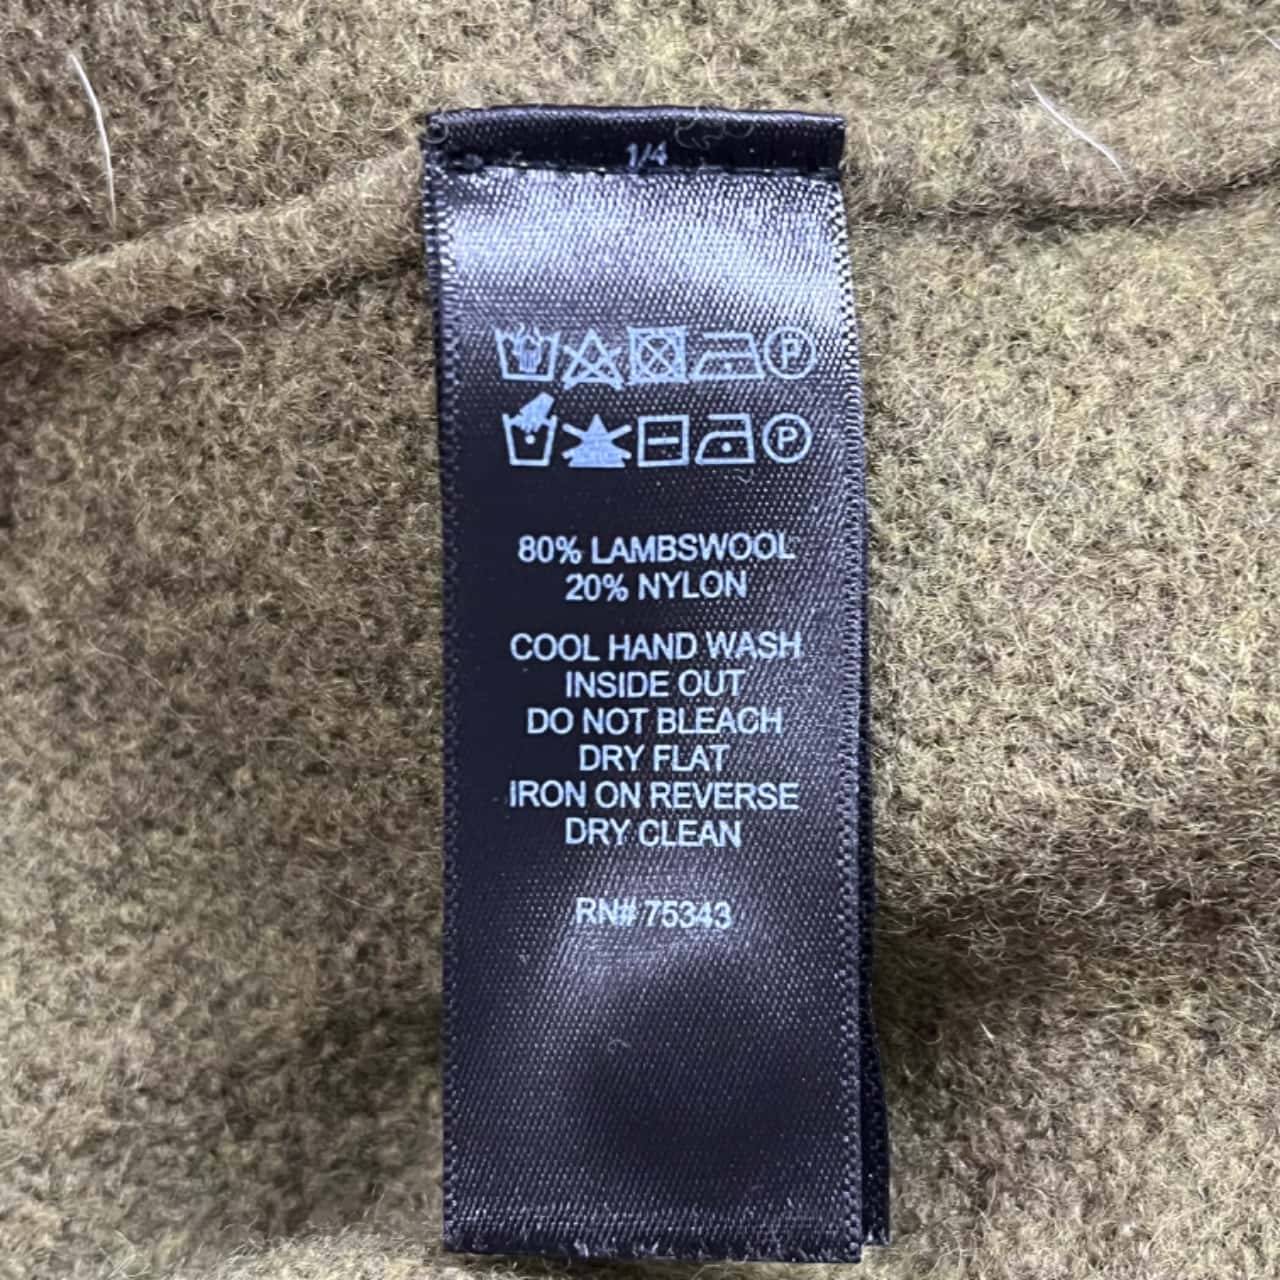 1/4
P
P
80% LAMBSWOOL
20% NYLON
COOL HAND WASH
INSIDE OUT
DO NOT BLEACH
DRY FLAT
IRON ON REVERSE
DRY CLEAN
RN# 75343